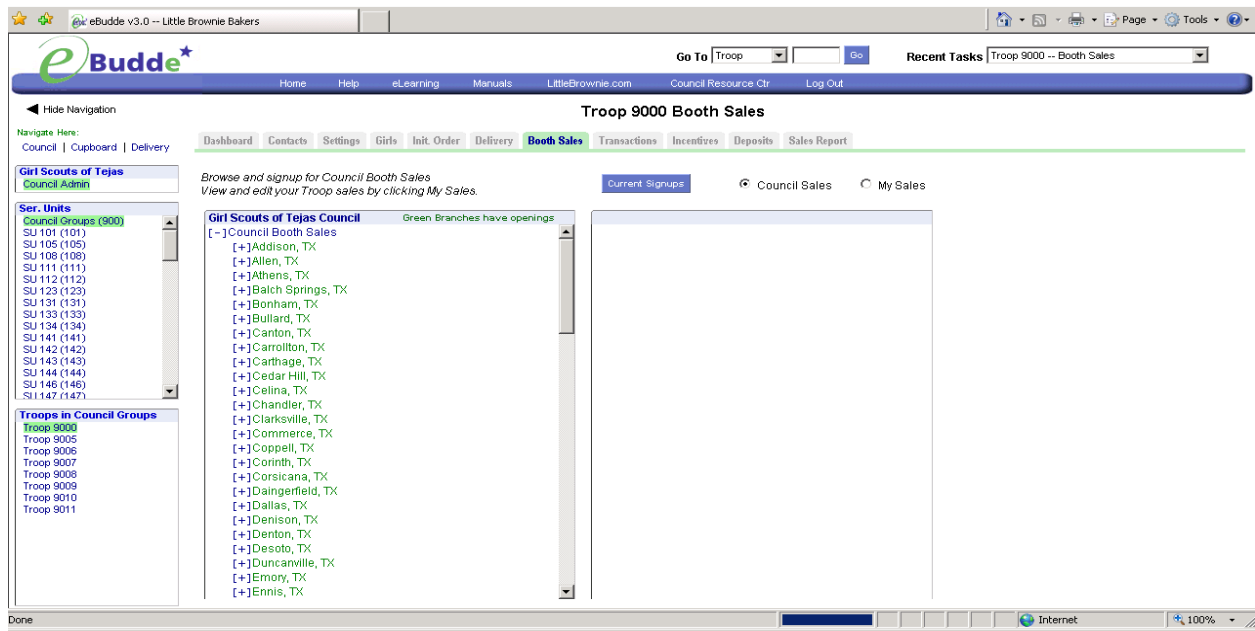 eBudde v3.0 -- Little Brownie Bakers
Page
Tools
eBudde
Go To Troop
Go
Recent Tasks Troop 9000 -- Booth Sales
Home Help eLearning Manuals LittleBrownie.com Council Resource Ctr Log Out
Hide Navigation
Troop 9000 Booth Sales
Navigate Here:
Council | Cupboard | Delivery
Dashboard Contacts Settings Girls Init. Order Delivery Booth Sales Transactions Incentives Deposits Sales Report
Girl Scouts of Tejas
Council Admin
Ser. Units
Council Groups (900)
SU 101 (101)
SU 105 (105)
SU 108 (108)
SU 111 (111)
SU 112 (112)
SU 123 (123)
SU 131 (131)
SU 133 (133)
SU 134 (134)
SU 141 (141)
SU 142 (142)
SU 143 (143)
SU 144 (144)
SU 146 (146)
SU 147 (147)
Troops in Council Groups
Troop 9000
Troop 9005
Troop 9006
Troop 9007
Troop 9008
Troop 9009
Troop 9010
Troop 9011
Browse and signup for Council Booth Sales
View and edit your Troop sales by clicking My Sales.
Current Signups
Council Sales
My Sales
Girl Scouts of Tejas Council Green Branches have openings
[-]Council Booth Sales
[+]Addison, TX
[+]Allen, TX
[+]Athens, TX
[+]Balch Springs, TX
[+]Bonham, TX
[+]Bullard, TX
[+]Canton, TX
[+]Carrollton, TX
[+]Carthage, TX
[+]Cedar Hill, TX
[+]Celina, TX
[+]Chandler, TX
[+]Clarksville, TX
[+]Commerce, TX
[+]Coppell, TX
[+]Corinth, TX
[+]Corsicana, TX
[+]Daingerfield, TX
[+]Dallas, TX
[+]Denison, TX
[+]Denton, TX
[+]Desoto, TX
[+]Duncanville, TX
[+]Emory, TX
[+]Ennis, TX
Done
Internet
100%